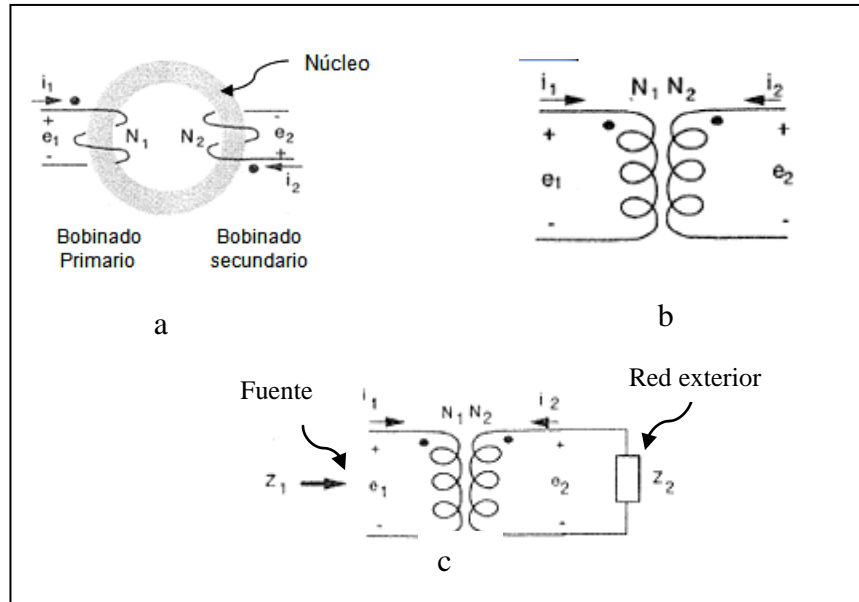 Núcleo
i1
+
e1
-
N1
N2
-
e2
+
i2
Bobinado
Primario
Bobinado
secundario
a
i1
N1 N2
i2
+
e1
-
+
e2
-
b
Fuente
Red exterior
i1
N1 N2
i2
Z1
+
e1
-
+
e2
-
Z2
c